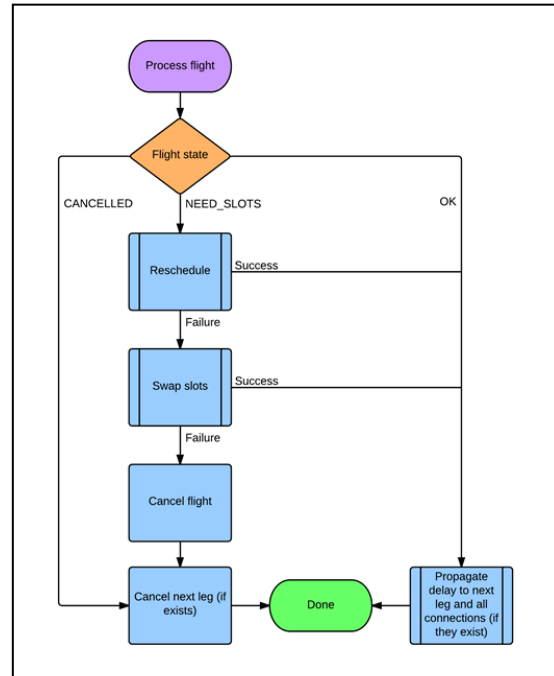 Process flight
Flight state
CANCELLED
NEED_SLOTS
OK
Reschedule
Success
Failure
Swap slots
Success
Failure
Cancel flight
Cancel next leg (if
exists)
Done
Propagate
delay to next
leg and all
connections (if
they exist)